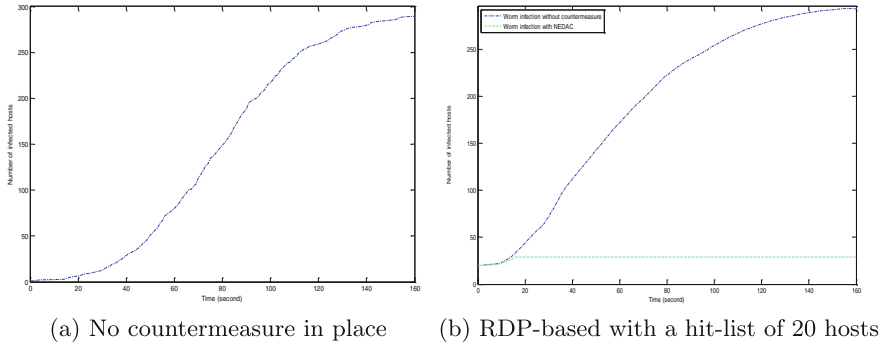 300
250
200
150
100
50
0
Number of infected hosts
0 20 40 60 80 100 120 140 160
Time (second)
(a) No countermeasure in place
Worm infection without countermeasure
Worm infection with NEDAC
250
200
150
100
50
0
Number of infected hosts
0 20 40 60 80 100 120 140 160
Time (second)
(b) RDP-based with a hit-list of 20 hosts